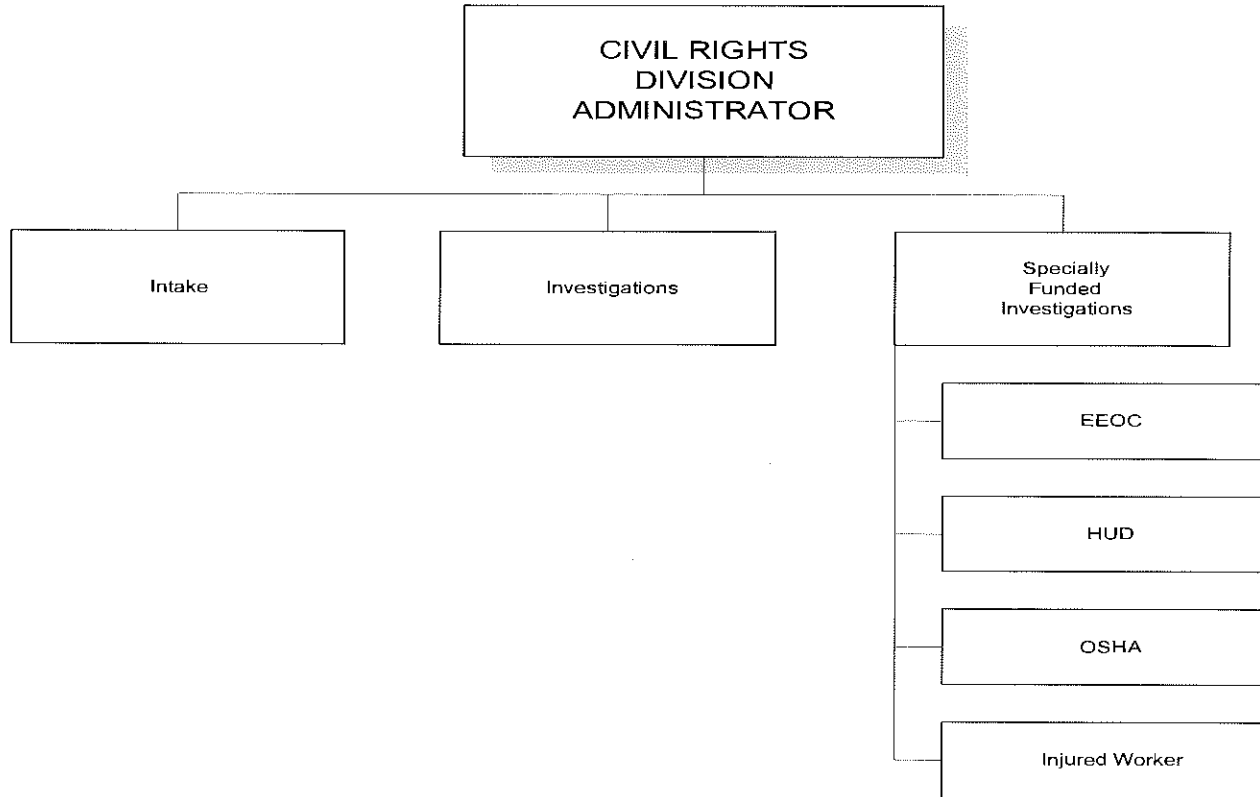 CIVIL RIGHTS
DIVISION
ADMINISTRATOR
Intake
Investigations
Specially
Funded
Investigations
EEOC
HUD
OSHA
Injured Worker